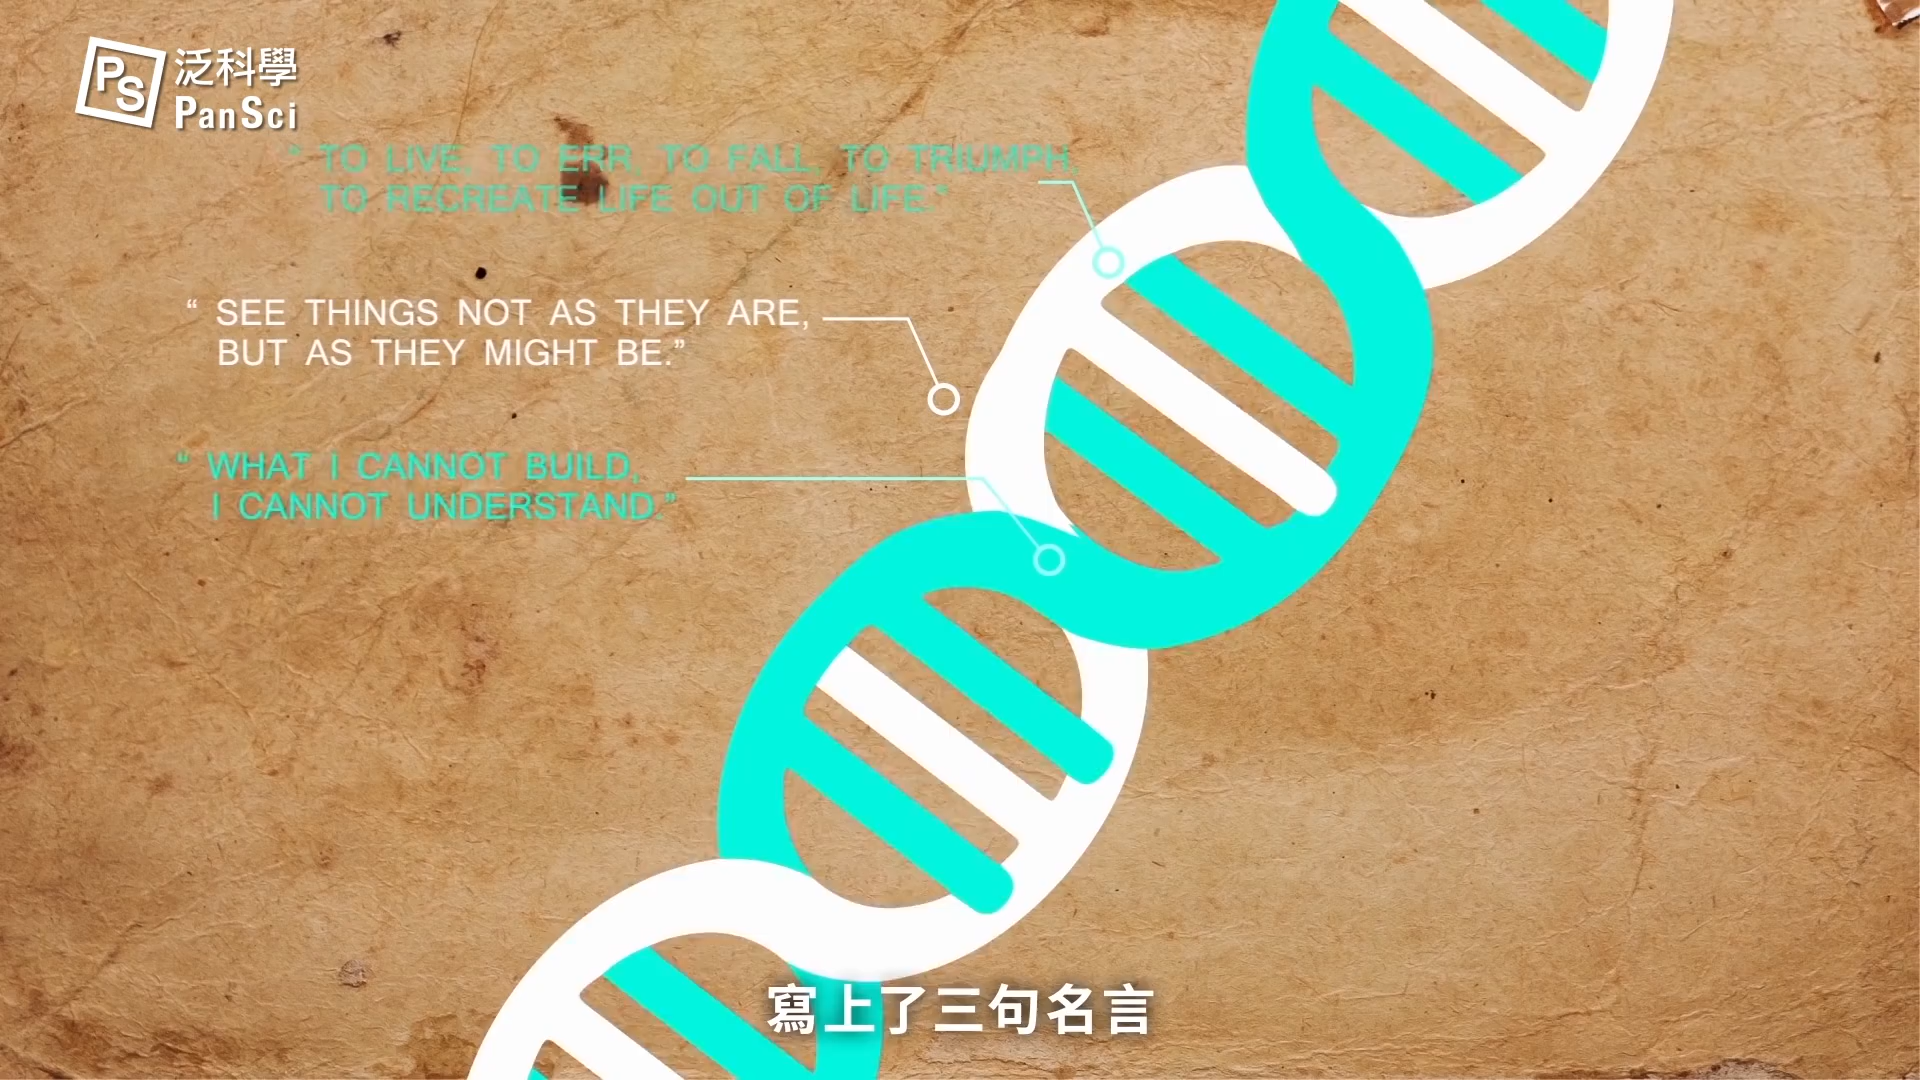 PS 泛科學
PanSci
“ TO LIVE, TO ERR, TO FALL, TO TRIUMPH,
TO RECREATE LIFE OUT OF LIFE.”
“ SEE THINGS NOT AS THEY ARE,
BUT AS THEY MIGHT BE.”
“ WHAT I CANNOT BUILD,
I CANNOT UNDERSTAND.”
寫上了三句名言